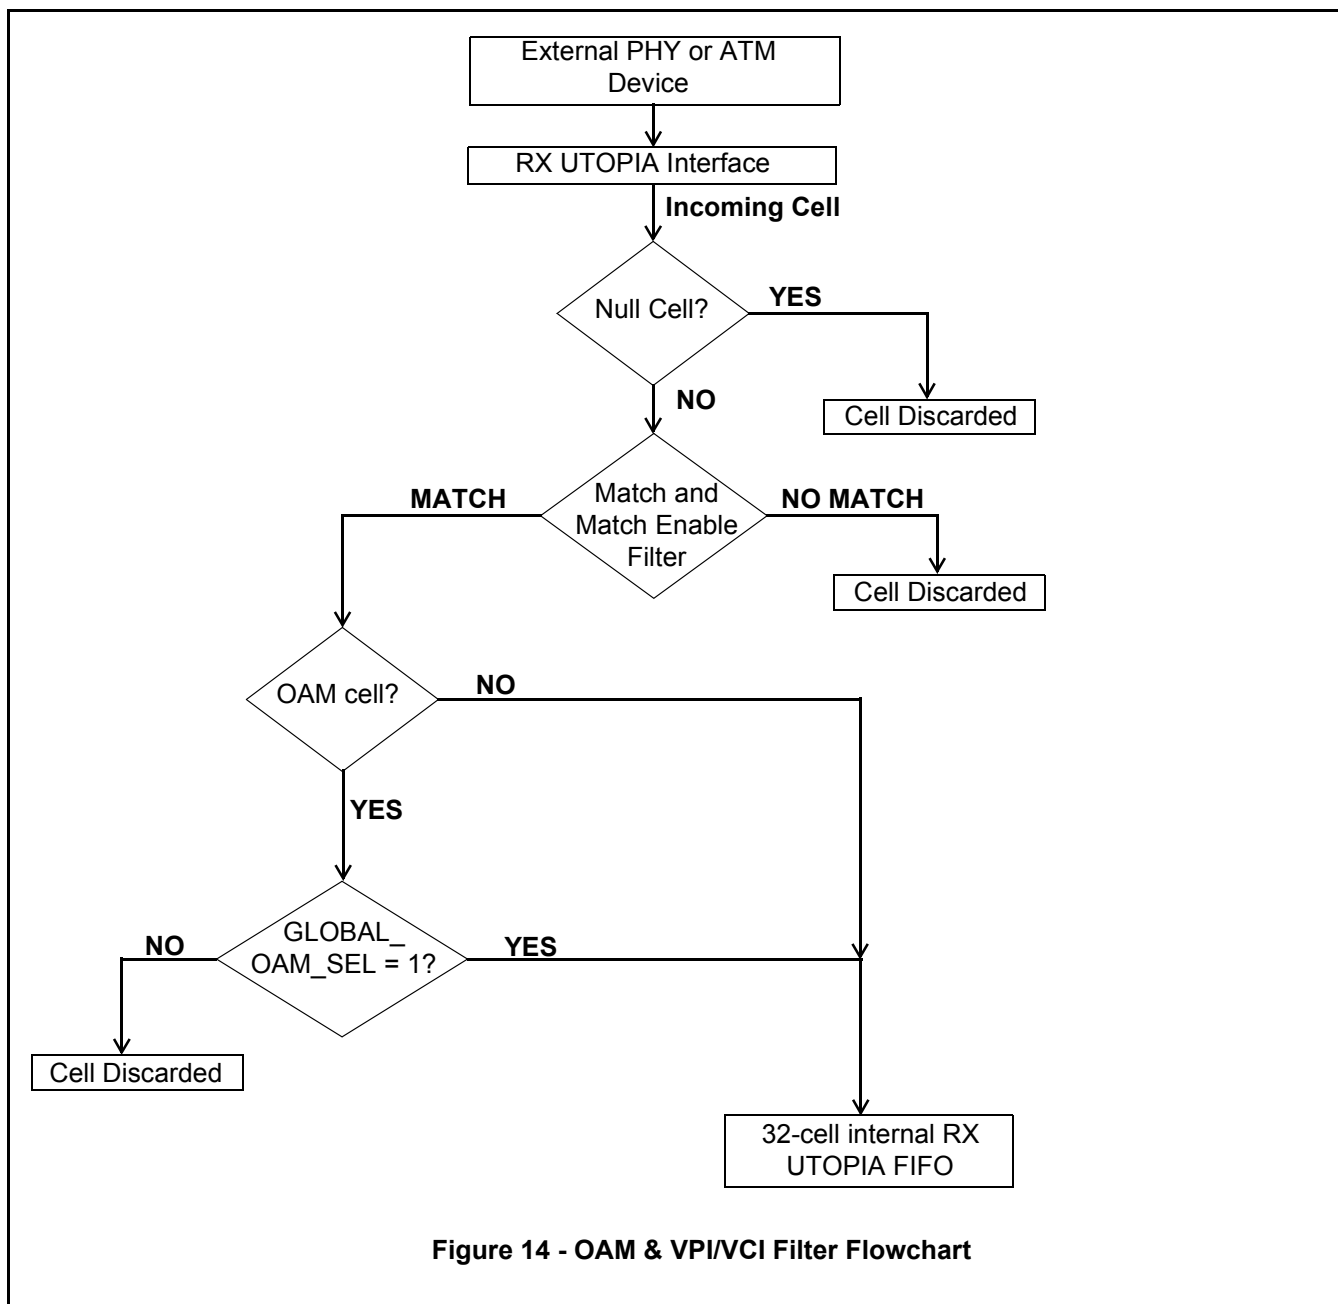 External PHY or ATM
Device
RX UTOPIA Interface
Incoming Cell
Null Cell?
YES
Cell Discarded
NO
Match and
Match Enable
Filter
MATCH
NO MATCH
Cell Discarded
OAM cell?
NO
YES
GLOBAL_
OAM_SEL = 1?
NO
YES
Cell Discarded
32-cell internal RX
UTOPIA FIFO
Figure 14 - OAM & VPI/VCI Filter Flowchart